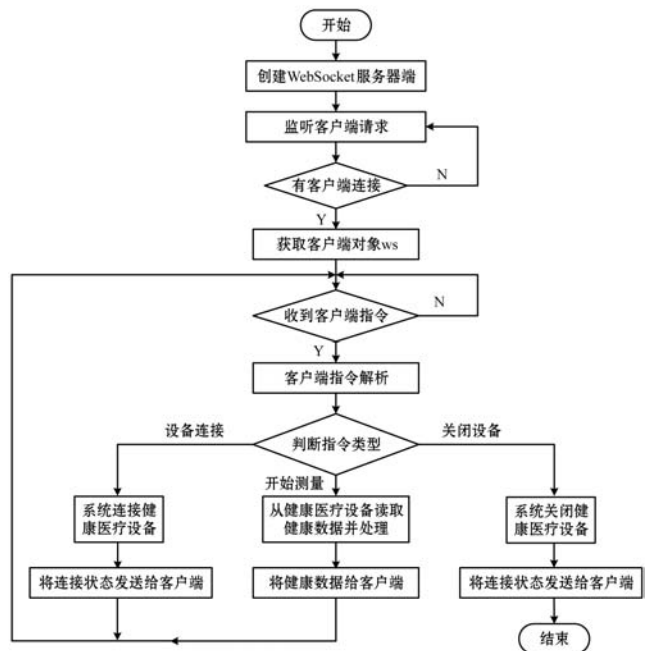 开始
创建WebSocket服务器端
监听客户端请求
有客户端连接
N
Y
获取客户端对象ws
收到客户端指令
N
Y
客户端指令解析
设备连接
判断指令类型
关闭设备
开始测量
系统连接健
康医疗设备
从健康医疗设备读取
健康数据并处理
系统关闭健
康医疗设备
将连接状态发送给客户端
将健康数据给客户端
将连接状态发送给客户端
结束